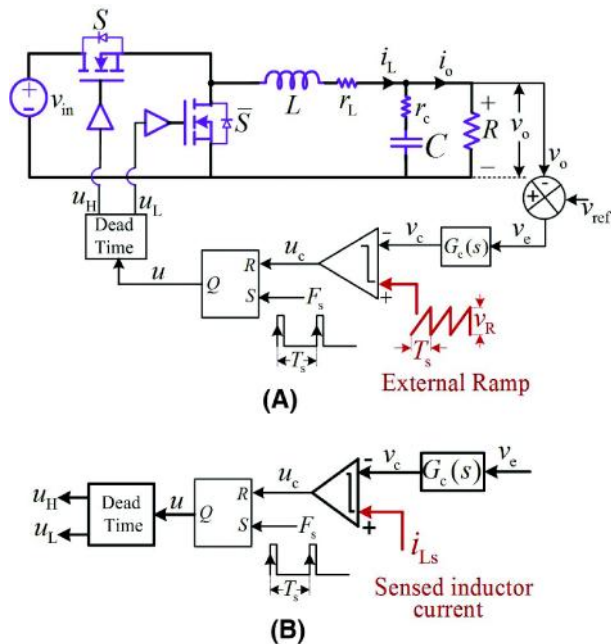 S
v_in
S̅
L
r_L
i_L
i_o
r_c
C
+
R
−
v_o
v_o
u_H
u_L
Dead
Time
u
Q
R
S
u_c
F_s
T_s
−
+
v_c
G_c(s)
v_e
+
-
v_ref
v_R
T_s
External Ramp
(A)
u_H
u_L
Dead
Time
u
Q
R
S
u_c
F_s
T_s
−
+
v_c
G_c(s)
v_e
i_Ls
Sensed inductor
current
(B)